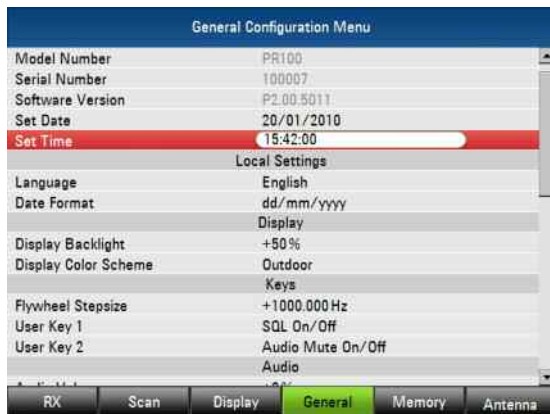 General Configuration Menu
Model Number PR100
Serial Number 100007
Software Version P2.00.5011
Set Date 20/01/2010
Set Time 15:42:00
Local Settings
Language English
Date Format dd/mm/yyyy
Display
Display Backlight +50%
Display Color Scheme Outdoor
Keys
Flywheel Stepsize +1000.000 Hz
User Key 1 SQL On/Off
User Key 2 Audio Mute On/Off
Audio
RX Scan Display General Memory Antenna